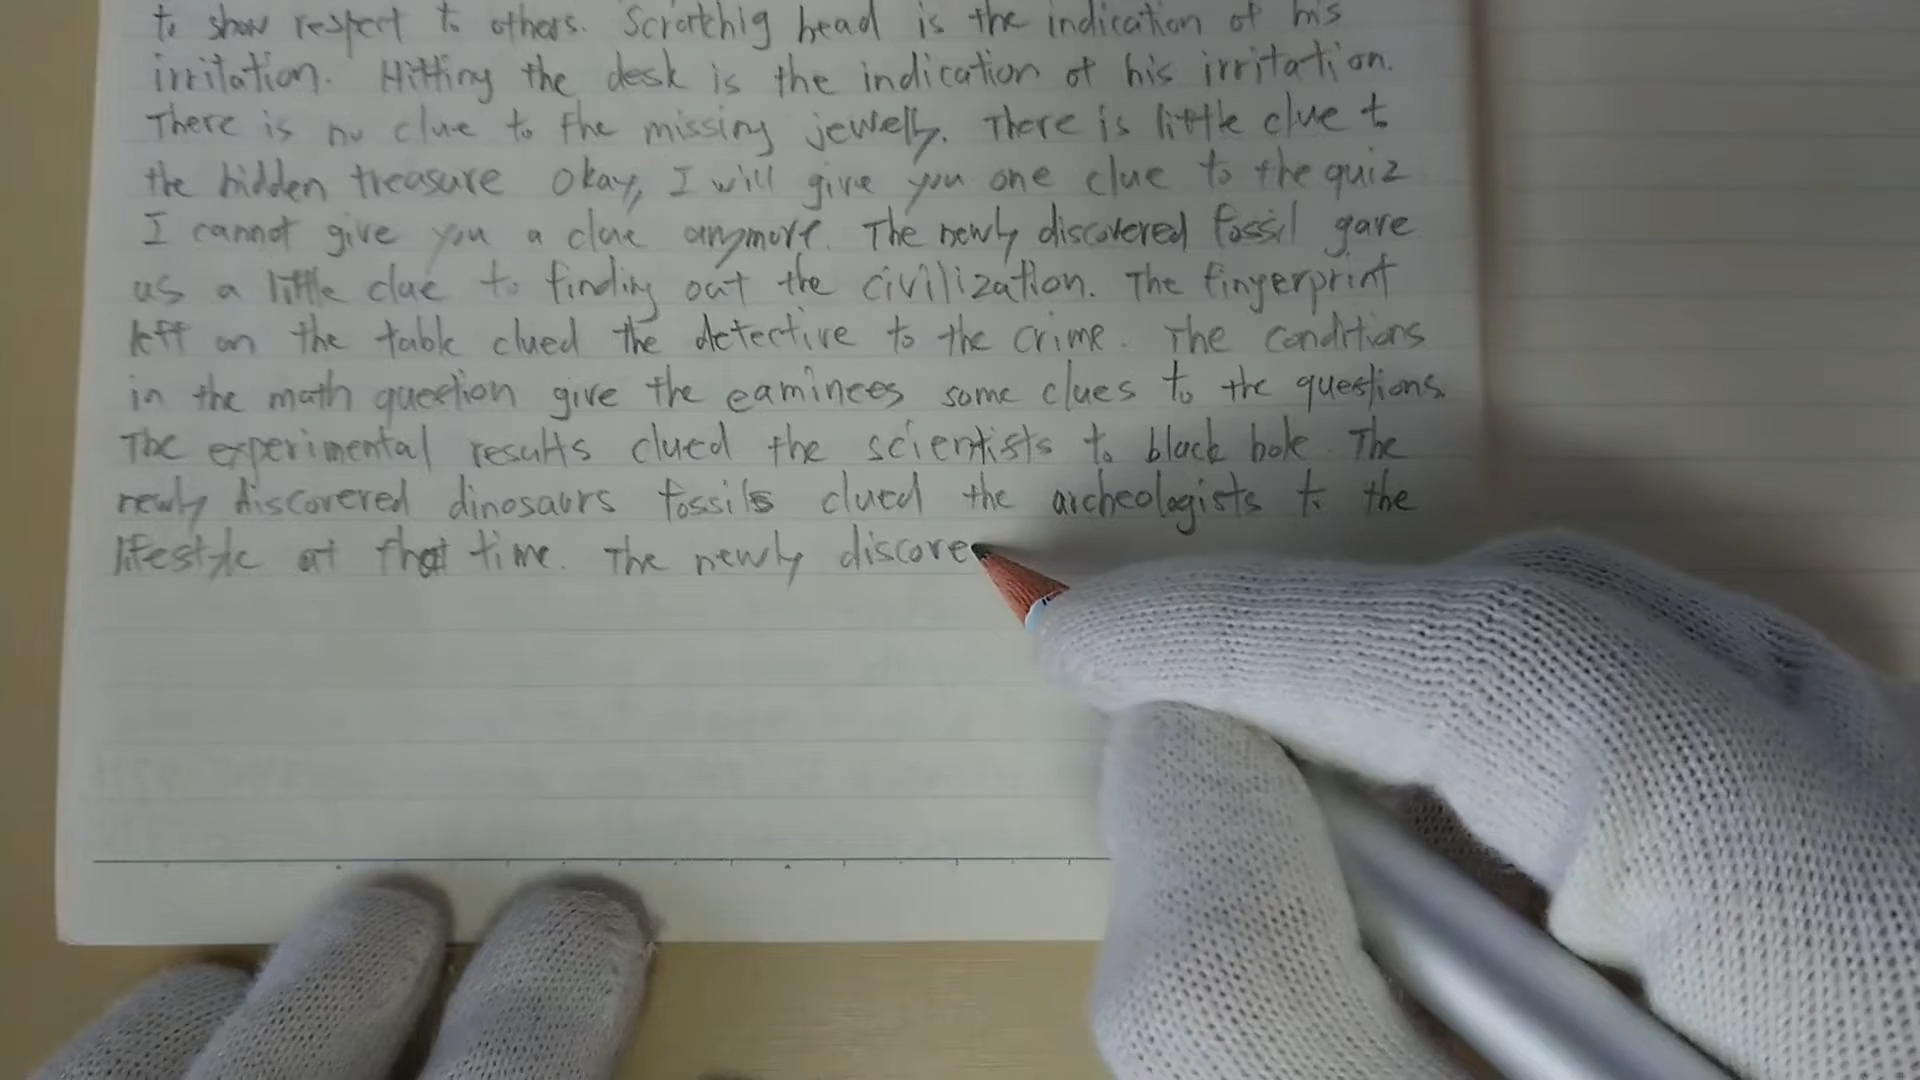 to show respect to others. Scratchig head is the indication of his
irritation. Hitting the desk is the indication of his irritation.
There is no clue to the missing jewelly. There is little clue t
the hidden treasure Okay, I will give you one clue to the quiz
I cannot give you a clue anymore. The newly discovered fossil gave
us a little clue to finding out the civilization. The fingerprint
left on the table clued the detective to the crime. The conditions
in the math question give the eaminees some clues to the questions.
The experimental results clued the scientists to black hole. The
newly discovered dinosaurs fossils clued the archeologists to the
lifestyle at that time. The newly discove